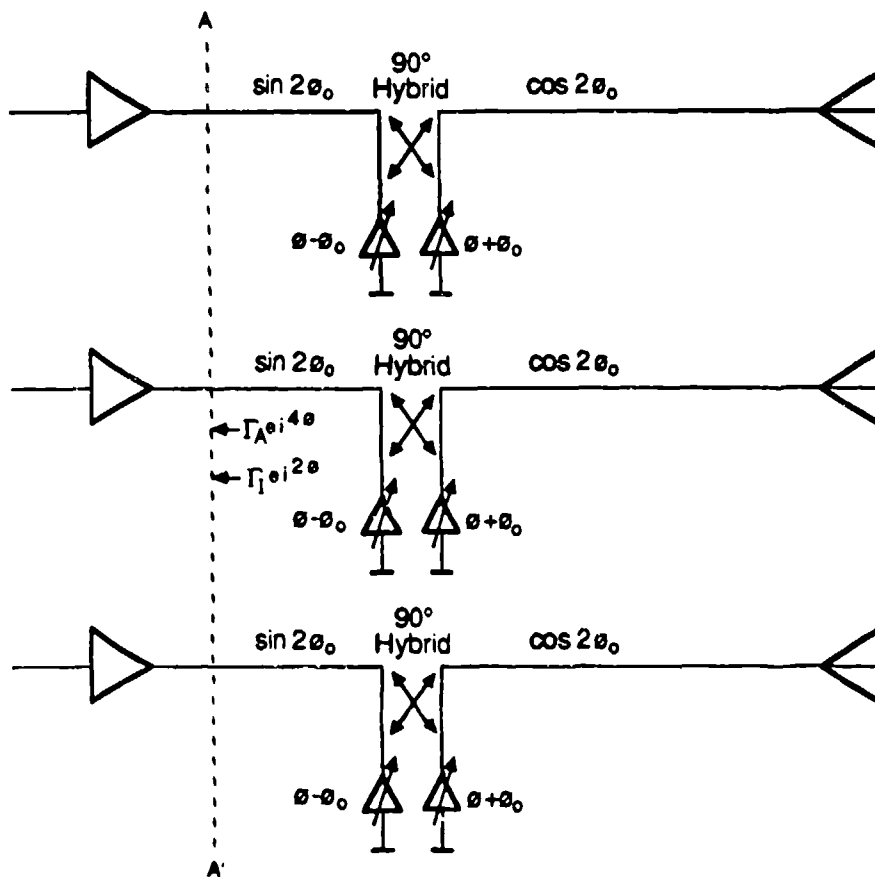 A
90°
Hybrid
sin 2ø₀
cos 2ø₀
ø-ø₀
ø+ø₀
90°
Hybrid
sin 2ø₀
cos 2ø₀
Γ_A e^{i4ø}
Γ_I e^{i2ø}
ø-ø₀
ø+ø₀
90°
Hybrid
sin 2ø₀
cos 2ø₀
ø-ø₀
ø+ø₀
A'